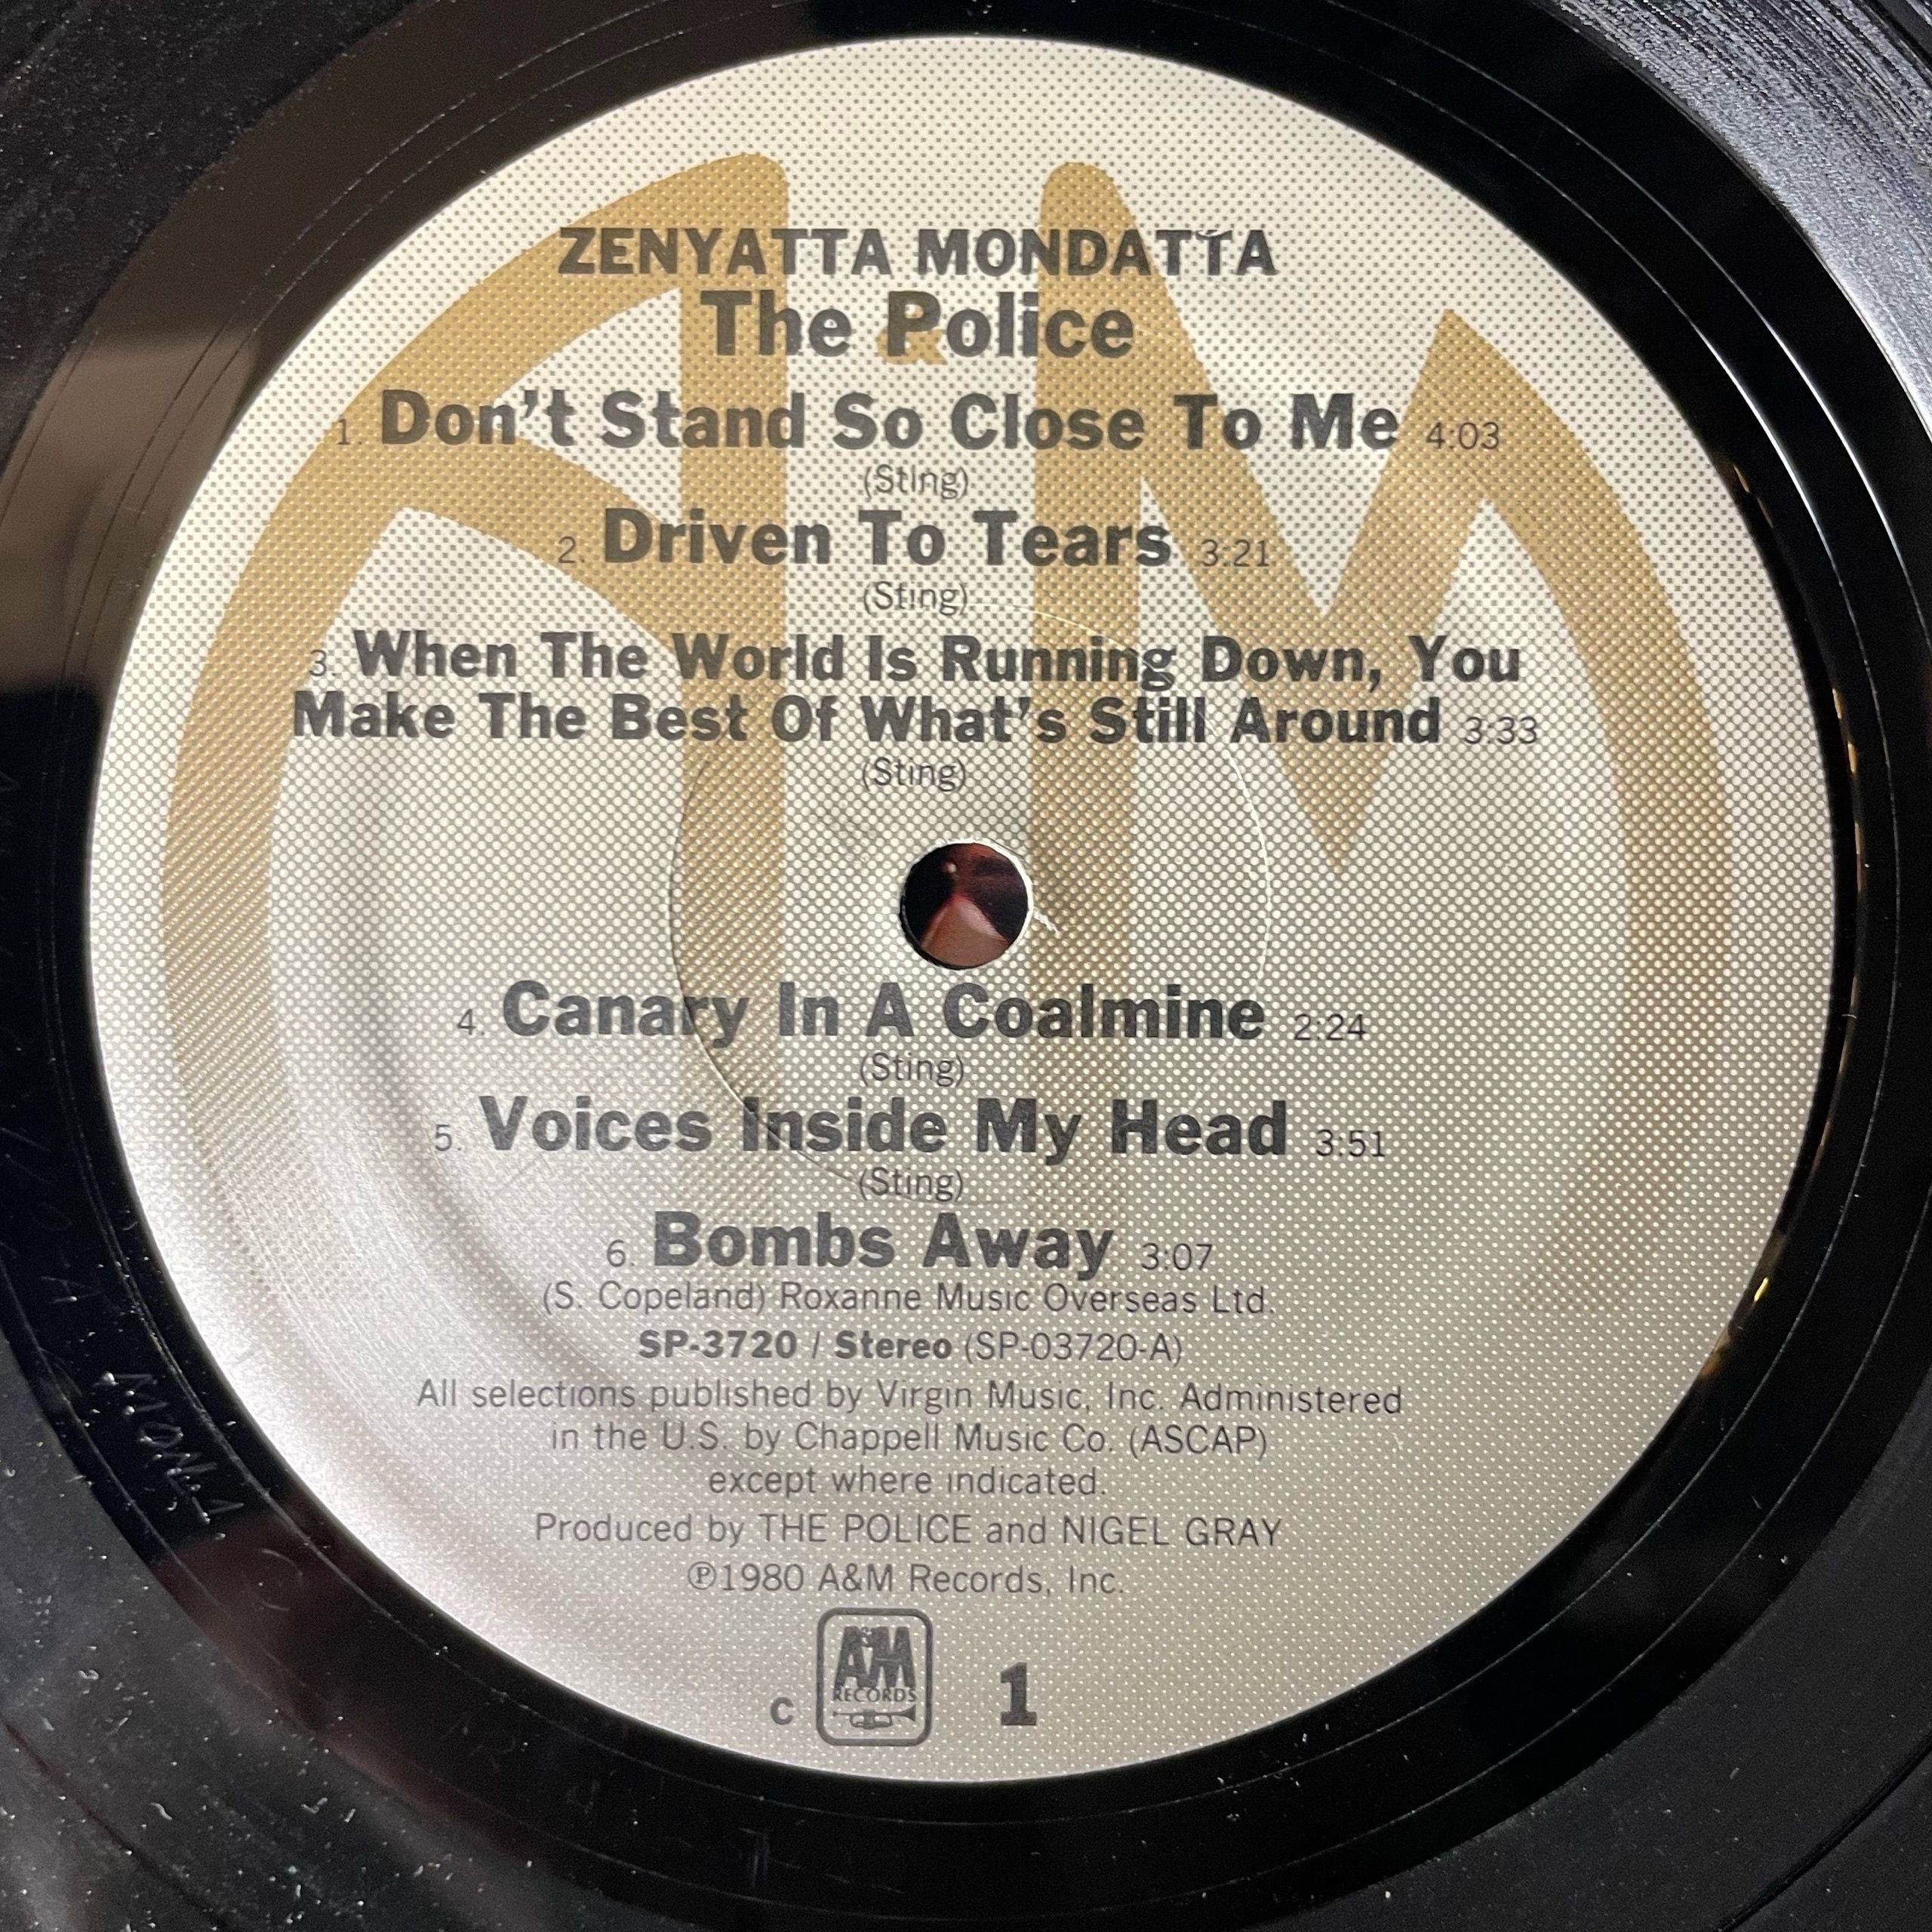 ZENYATTA MONDATTA
The Police
1. Don't Stand So Close To Me 4:03
(Sting)
2. Driven To Tears 3:21
(Sting)
3. When The World Is Running Down, You
Make The Best Of What's Still Around 3:33
(Sting)
4. Canary In A Coalmine 2:24
(Sting)
5. Voices Inside My Head 3:51
(Sting)
6. Bombs Away 3:07
(S. Copeland) Roxanne Music Overseas Ltd.
SP-3720 / Stereo (SP-03720-A)
All selections published by Virgin Music, Inc. Administered
in the U.S. by Chappell Music Co. (ASCAP)
except where indicated.
Produced by THE POLICE and NIGEL GRAY
℗1980 A&M Records, Inc.
C A&M RECORDS 1
A&M